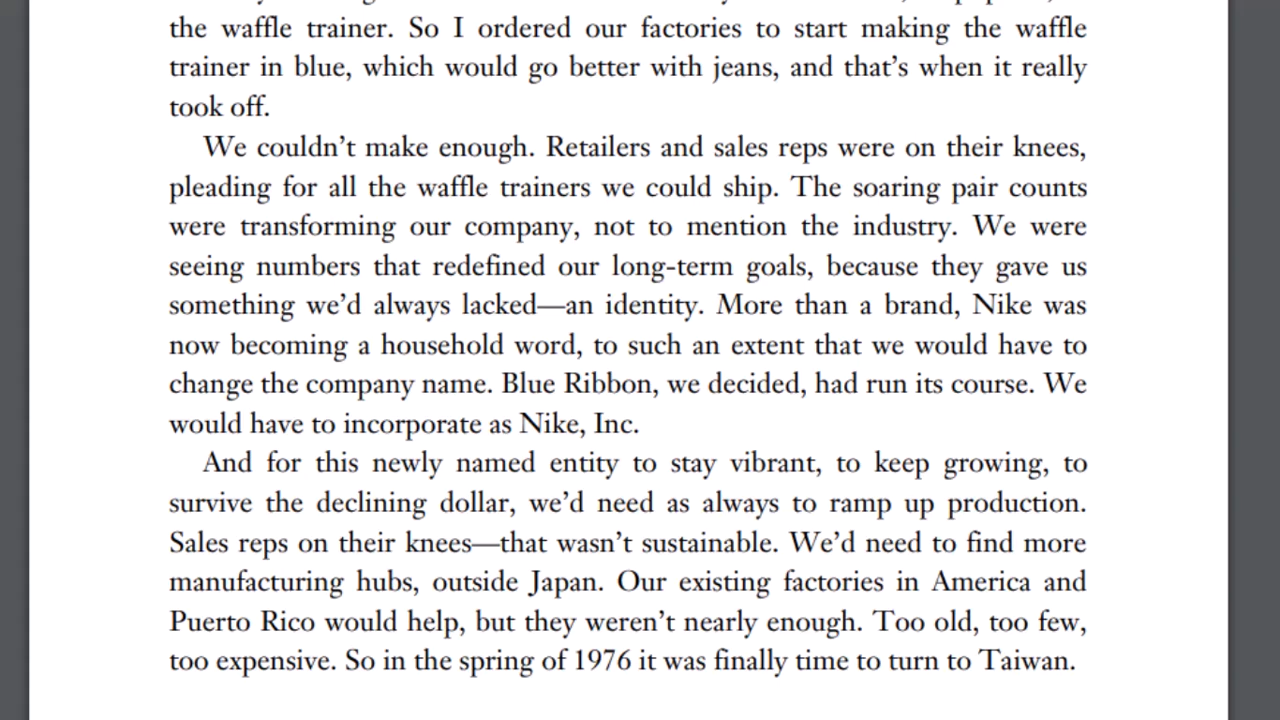 the waffle trainer. So I ordered our factories to start making the waffle
trainer in blue, which would go better with jeans, and that’s when it really
took off.
We couldn’t make enough. Retailers and sales reps were on their knees,
pleading for all the waffle trainers we could ship. The soaring pair counts
were transforming our company, not to mention the industry. We were
seeing numbers that redefined our long-term goals, because they gave us
something we’d always lacked—an identity. More than a brand, Nike was
now becoming a household word, to such an extent that we would have to
change the company name. Blue Ribbon, we decided, had run its course. We
would have to incorporate as Nike, Inc.
And for this newly named entity to stay vibrant, to keep growing, to
survive the declining dollar, we’d need as always to ramp up production.
Sales reps on their knees—that wasn’t sustainable. We’d need to find more
manufacturing hubs, outside Japan. Our existing factories in America and
Puerto Rico would help, but they weren’t nearly enough. Too old, too few,
too expensive. So in the spring of 1976 it was finally time to turn to Taiwan.